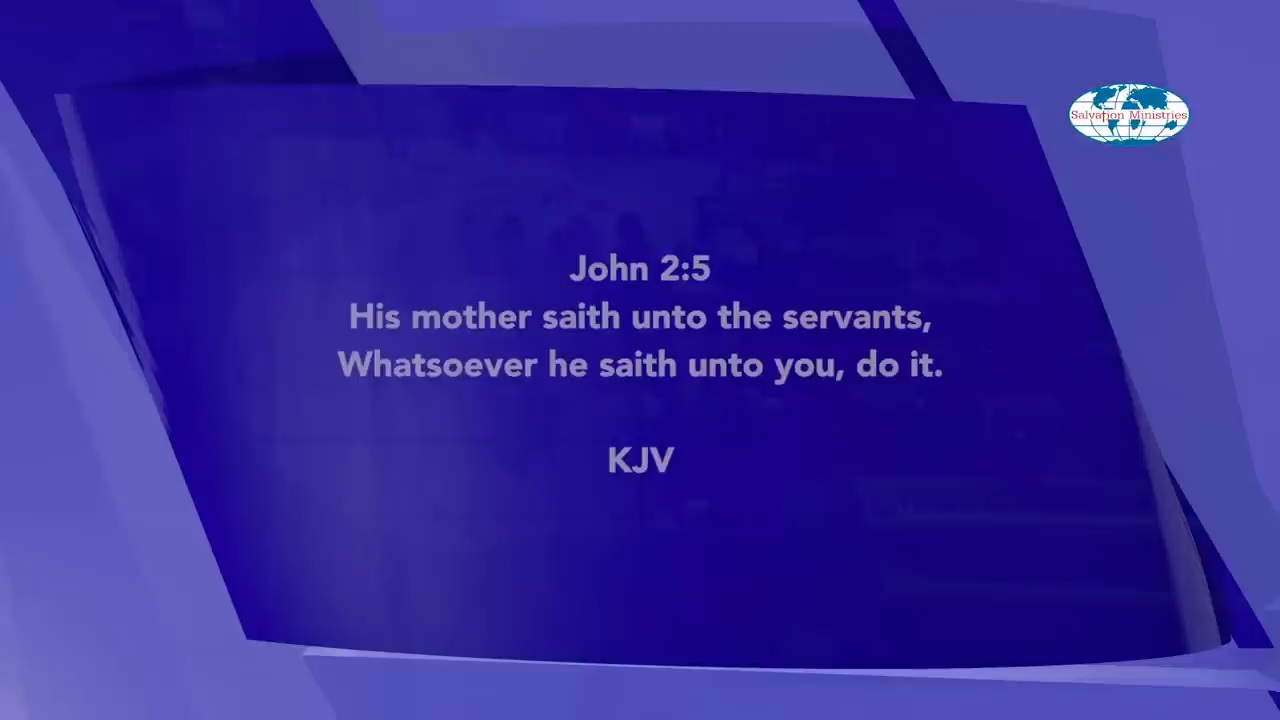 Salvation Ministries
John 2:5
His mother saith unto the servants,
Whatsoever he saith unto you, do it.
KJV